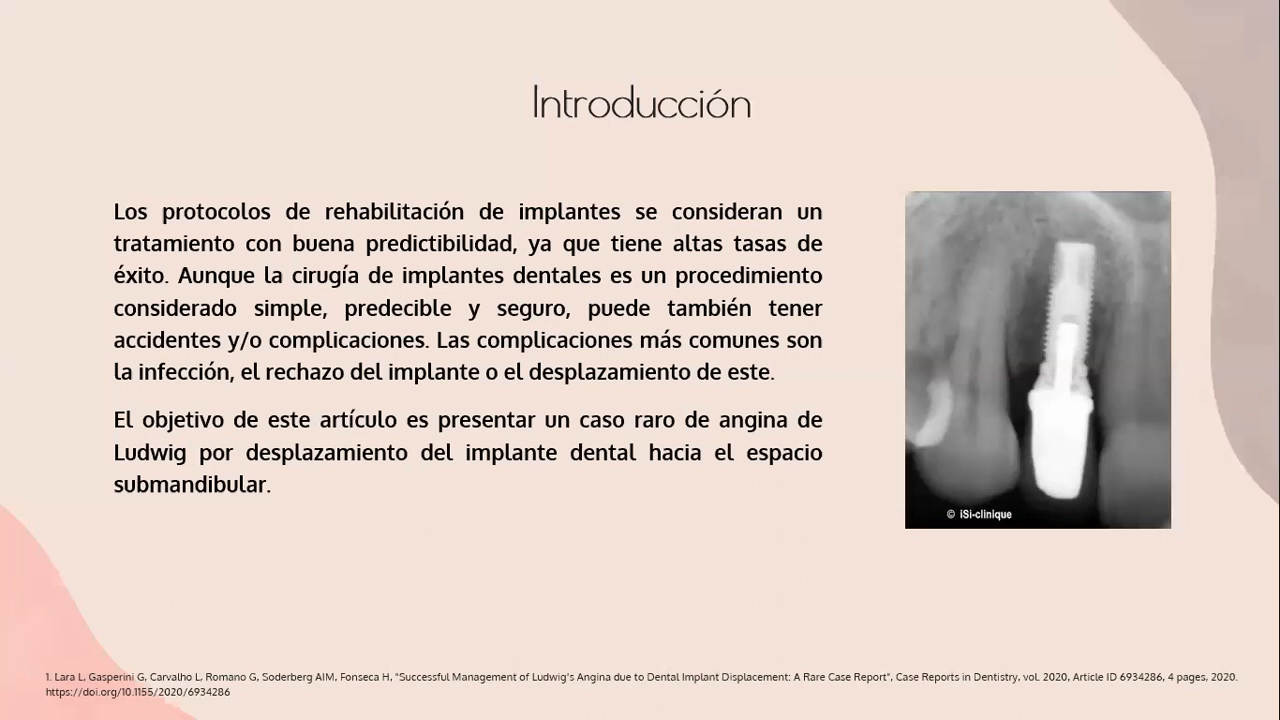 Introducción
Los protocolos de rehabilitación de implantes se consideran un
tratamiento con buena predictibilidad, ya que tiene altas tasas de
éxito. Aunque la cirugía de implantes dentales es un procedimiento
considerado simple, predecible y seguro, puede también tener
accidentes y/o complicaciones. Las complicaciones más comunes son
la infección, el rechazo del implante o el desplazamiento de este.
El objetivo de este artículo es presentar un caso raro de angina de
Ludwig por desplazamiento del implante dental hacia el espacio
submandibular.
© iSi-clinique
1. Lara L, Gasperini G, Carvalho L, Romano G, Soderberg AIM, Fonseca H, "Successful Management of Ludwig's Angina due to Dental Implant Displacement: A Rare Case Report", Case Reports in Dentistry, vol. 2020, Article ID 6934286, 4 pages, 2020.
https://doi.org/10.1155/2020/6934286